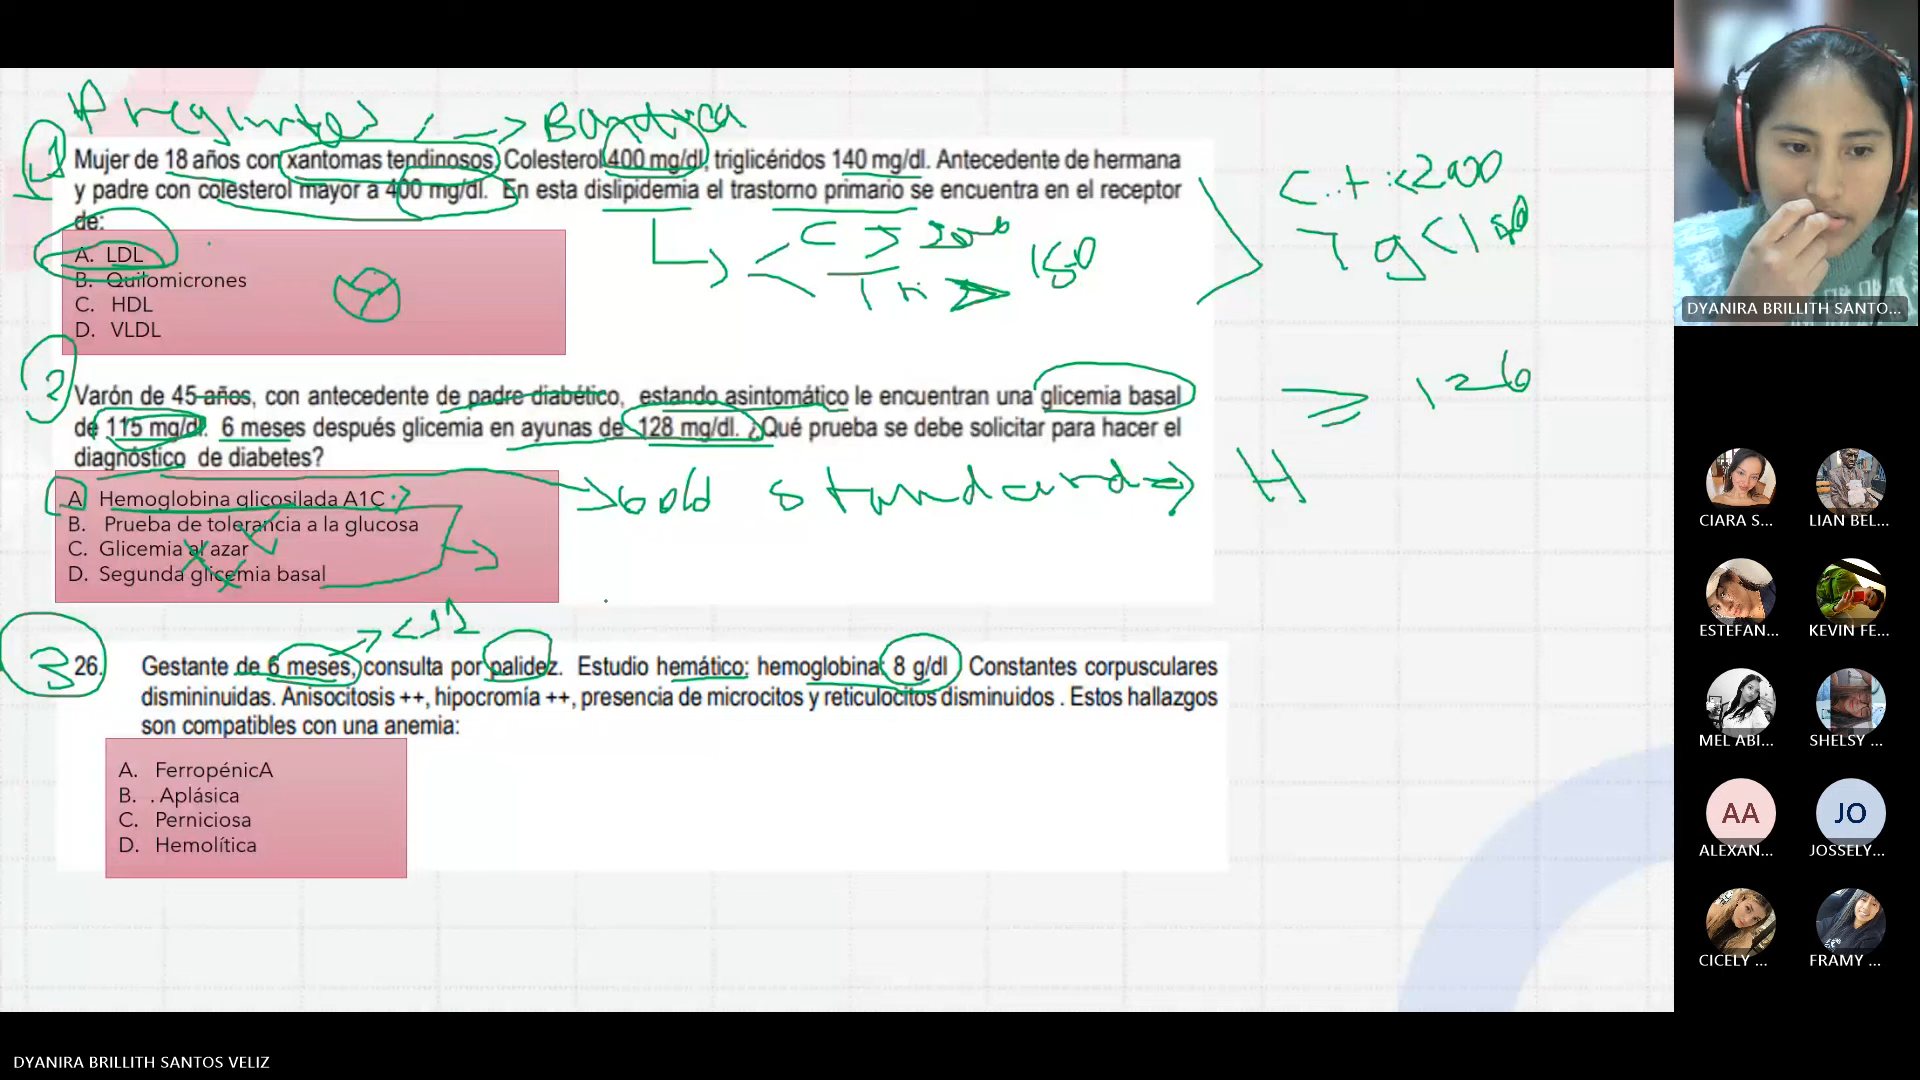 Preguntas / -> Bandura
1
Mujer de 18 años con xantomas tendinosos. Colesterol 400 mg/dl, triglicéridos 140 mg/dl. Antecedente de hermana
y padre con colesterol mayor a 400 mg/dl. En esta dislipidemia el trastorno primario se encuentra en el receptor
de:
A. LDL
B. Quilomicrones
C. HDL
D. VLDL
C > 200
Tri > 150
C.t <200
Tg <150
2
Varón de 45 años, con antecedente de padre diabético, estando asintomático le encuentran una glicemia basal
de 115 mg/dl. 6 meses después glicemia en ayunas de 128 mg/dl. ¿Qué prueba se debe solicitar para hacer el
diagnóstico de diabetes?
≥ 126
A) Hemoglobina glicosilada A1C
B. Prueba de tolerancia a la glucosa
C. Glicemia al azar
D. Segunda glicemia basal
Gold standard -> H
<11
3
26. Gestante de 6 meses, consulta por palidez. Estudio hemático: hemoglobina: 8 g/dl Constantes corpusculares
dismininuidas. Anisocitosis ++, hipocromía ++, presencia de microcitos y reticulocitos disminuidos . Estos hallazgos
son compatibles con una anemia:
A. FerropénicA
B. . Aplásica
C. Perniciosa
D. Hemolítica
DYANIRA BRILLITH SANTO...
CIARA S...
LIAN BEL...
ESTEFAN...
KEVIN FE...
MEL ABI...
SHELSY ...
AA
JO
ALEXAN...
JOSSELY...
CICELY ...
FRAMY ...
DYANIRA BRILLITH SANTOS VELIZ